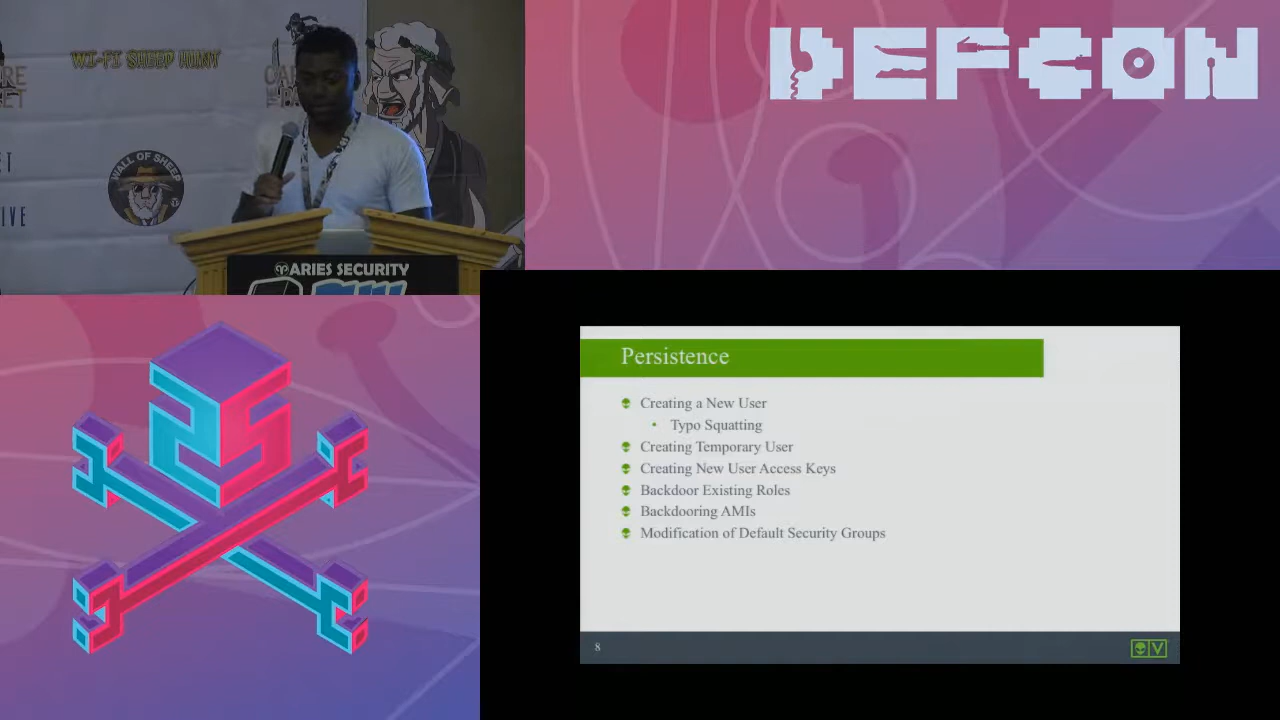 WI-FI SHEEP HUNT
WALL OF SHEEP
ARIES SECURITY
DEFCON
Persistence
Creating a New User
Typo Squatting
Creating Temporary User
Creating New User Access Keys
Backdoor Existing Roles
Backdooring AMIs
Modification of Default Security Groups
8
V